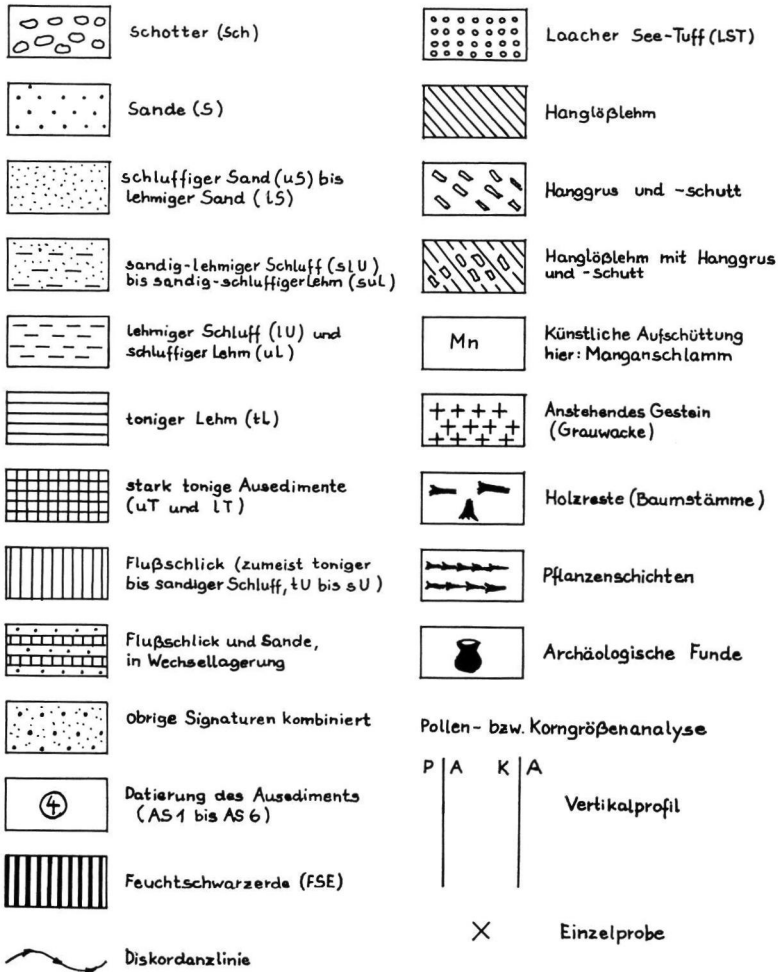 Schotter (Sch)
Sande (S)
schluffiger Sand (uS) bis
lehmiger Sand (lS)
sandig-lehmiger Schluff (slU)
bis sandig-schluffiger Lehm (suL)
lehmiger Schluff (lU) und
schluffiger Lehm (uL)
toniger Lehm (tL)
stark tonige Ausedimente
(uT und lT)
Flußschlick (zumeist toniger
bis sandiger Schluff, tU bis sU)
Flußschlick und Sande,
in Wechsellagerung
obrige Signaturen kombiniert
4
Datierung des Ausediments
(AS1 bis AS6)
Feuchtschwarzerde (FSE)
Diskordanzlinie
Laacher See-Tuff (LST)
Hanglößlehm
Hanggrus und -schutt
Hanglößlehm mit Hanggrus
und -schutt
Mn
Künstliche Aufschüttung
hier: Manganschlamm
Anstehendes Gestein
(Grauwacke)
Holzreste (Baumstämme)
Pflanzenschichten
Archäologische Funde
Pollen- bzw. Korngrößenanalyse
P A K A
Vertikalprofil
Einzelprobe